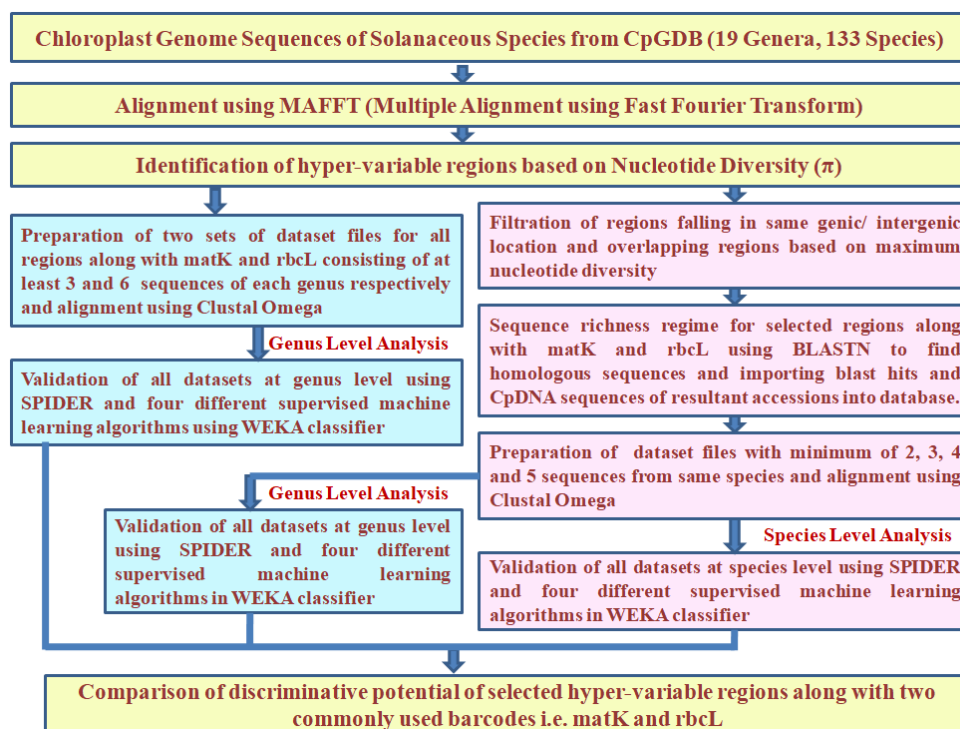 Chloroplast Genome Sequences of Solanaceous Species from CpGDB (19 Genera, 133 Species)
Alignment using MAFFT (Multiple Alignment using Fast Fourier Transform)
Identification of hyper-variable regions based on Nucleotide Diversity (π)
Preparation of two sets of dataset files for all
regions along with matK and rbcL consisting of at
least 3 and 6 sequences of each genus respectively
and alignment using Clustal Omega
Genus Level Analysis
Validation of all datasets at genus level using
SPIDER and four different supervised machine
learning algorithms using WEKA classifier
Filtration of regions falling in same genic/ intergenic
location and overlapping regions based on maximum
nucleotide diversity
Sequence richness regime for selected regions along
with matK and rbcL using BLASTN to find
homologous sequences and importing blast hits and
CpDNA sequences of resultant accessions into database.
Preparation of dataset files with minimum of 2, 3, 4
and 5 sequences from same species and alignment using
Clustal Omega
Genus Level Analysis
Validation of all datasets at genus level
using SPIDER and four different
supervised machine learning
algorithms in WEKA classifier
Species Level Analysis
Validation of all datasets at species level using SPIDER
and four different supervised machine learning
algorithms in WEKA classifier
Comparison of discriminative potential of selected hyper-variable regions along with two
commonly used barcodes i.e. matK and rbcL